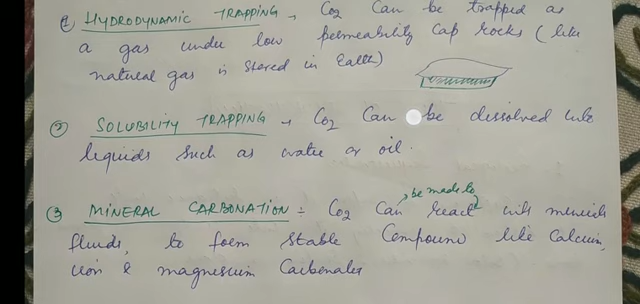 ① HYDRODYNAMIC TRAPPING → CO2 Can be trapped as
a gas under low permeability Cap rocks (like
natural gas is stored in Earth)
② SOLUBILITY TRAPPING → CO2 Can be dissolved into
liquids such as water or oil.
be made to
③ MINERAL CARBONATION = CO2 Can react with minerals
fluids, to form Stable Compound like Calcium,
iron & magnesium Carbonates